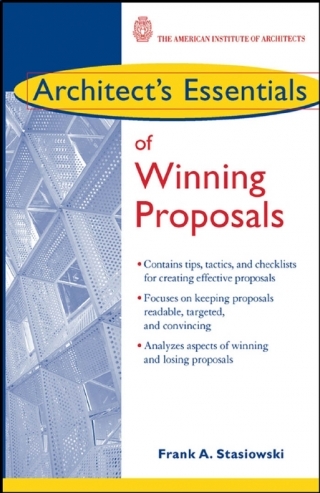 THE AMERICAN INSTITUTE OF ARCHITECTS
Architect's Essentials
of
Winning
Proposals
• Contains tips, tactics, and checklists
for creating effective proposals
• Focuses on keeping proposals
readable, targeted,
and convincing
• Analyzes aspects of winning
and losing proposals
Frank A. Stasiowski